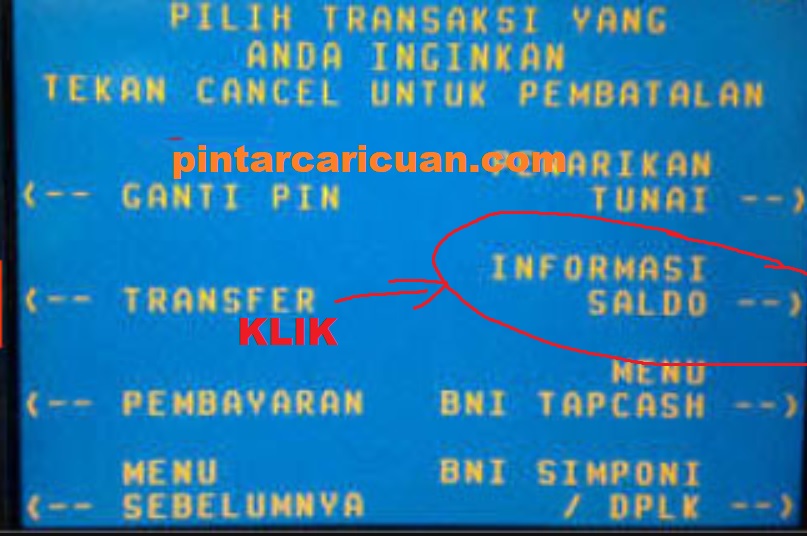 PILIH TRANSAKSI YANG
ANDA INGINKAN
TEKAN CANCEL UNTUK PEMBATALAN
pintarcaricuan.com
PENARIKAN
<-- GANTI PIN
TUNAI -->
INFORMASI
<-- TRANSFER
SALDO -->
KLIK
MENU
<-- PEMBAYARAN
BNI TAPCASH -->
MENU
<-- SEBELUMNYA
BNI SIMPONI
/ DPLK -->